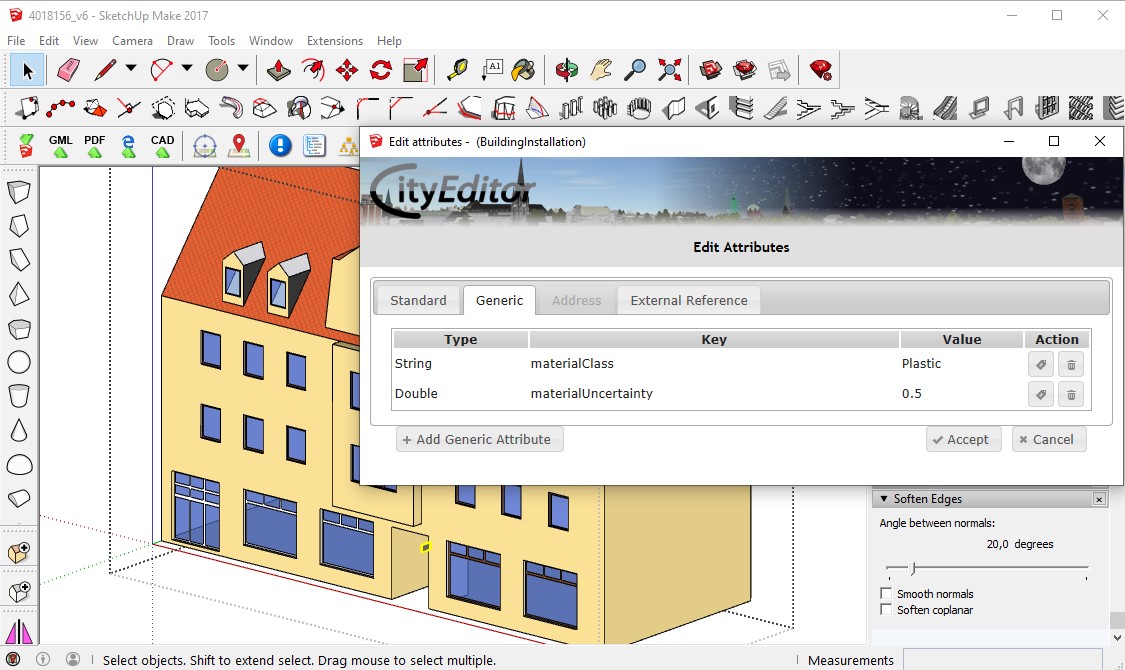 4018156_v6 - SketchUp Make 2017
File Edit View Camera Draw Tools Window Extensions Help
A1
GML PDF CAD
Edit attributes - (BuildingInstallation)
CityEditor
Edit Attributes
Standard Generic Address External Reference
Type Key Value Action
String materialClass Plastic
Double materialUncertainty 0.5
+ Add Generic Attribute Accept Cancel
Soften Edges
Angle between normals:
20,0 degrees
Smooth normals
Soften coplanar
Select objects. Shift to extend select. Drag mouse to select multiple. Measurements